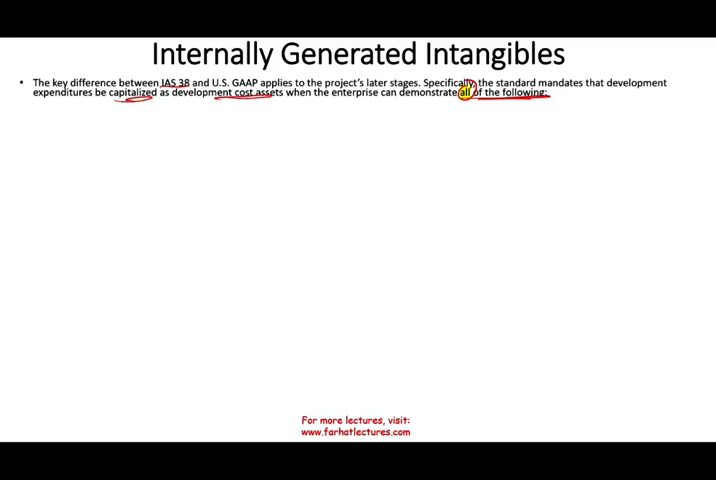 Internally Generated Intangibles
• The key difference between IAS 38 and U.S. GAAP applies to the project's later stages. Specifically, the standard mandates that development
expenditures be capitalized as development cost assets when the enterprise can demonstrate all of the following:
For more lectures, visit:
www.farhatlectures.com